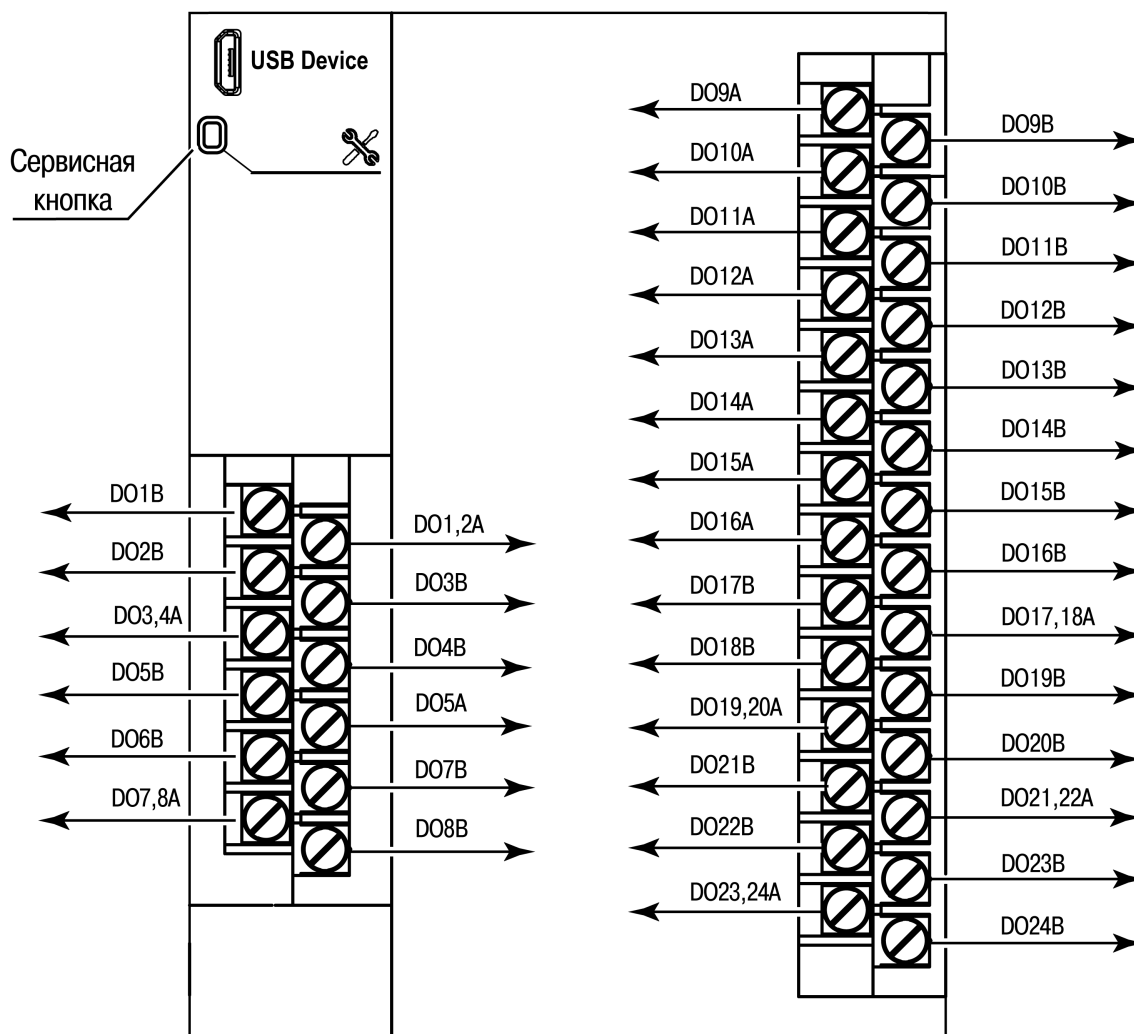 USB Device
Сервисная
кнопка
DO1B
DO2B
DO3,4A
DO5B
DO6B
DO7,8A
DO1,2A
DO3B
DO4B
DO5A
DO7B
DO8B
DO9A
DO10A
DO11A
DO12A
DO13A
DO14A
DO15A
DO16A
DO17B
DO18B
DO19,20A
DO21B
DO22B
DO23,24A
DO9B
DO10B
DO11B
DO12B
DO13B
DO14B
DO15B
DO16B
DO17,18A
DO19B
DO20B
DO21,22A
DO23B
DO24B